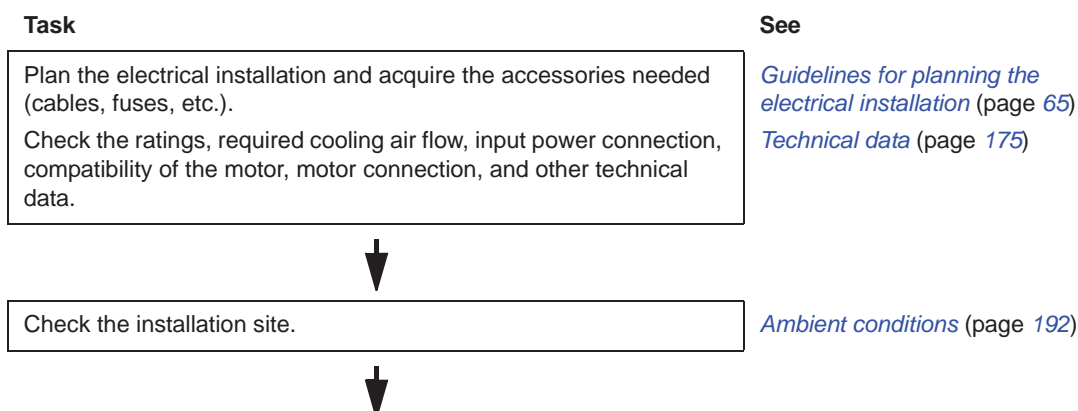 Task
See
Plan the electrical installation and acquire the accessories needed
(cables, fuses, etc.).
Check the ratings, required cooling air flow, input power connection,
compatibility of the motor, motor connection, and other technical
data.
Guidelines for planning the
electrical installation (page 65)
Technical data (page 175)
Check the installation site.
Ambient conditions (page 192)